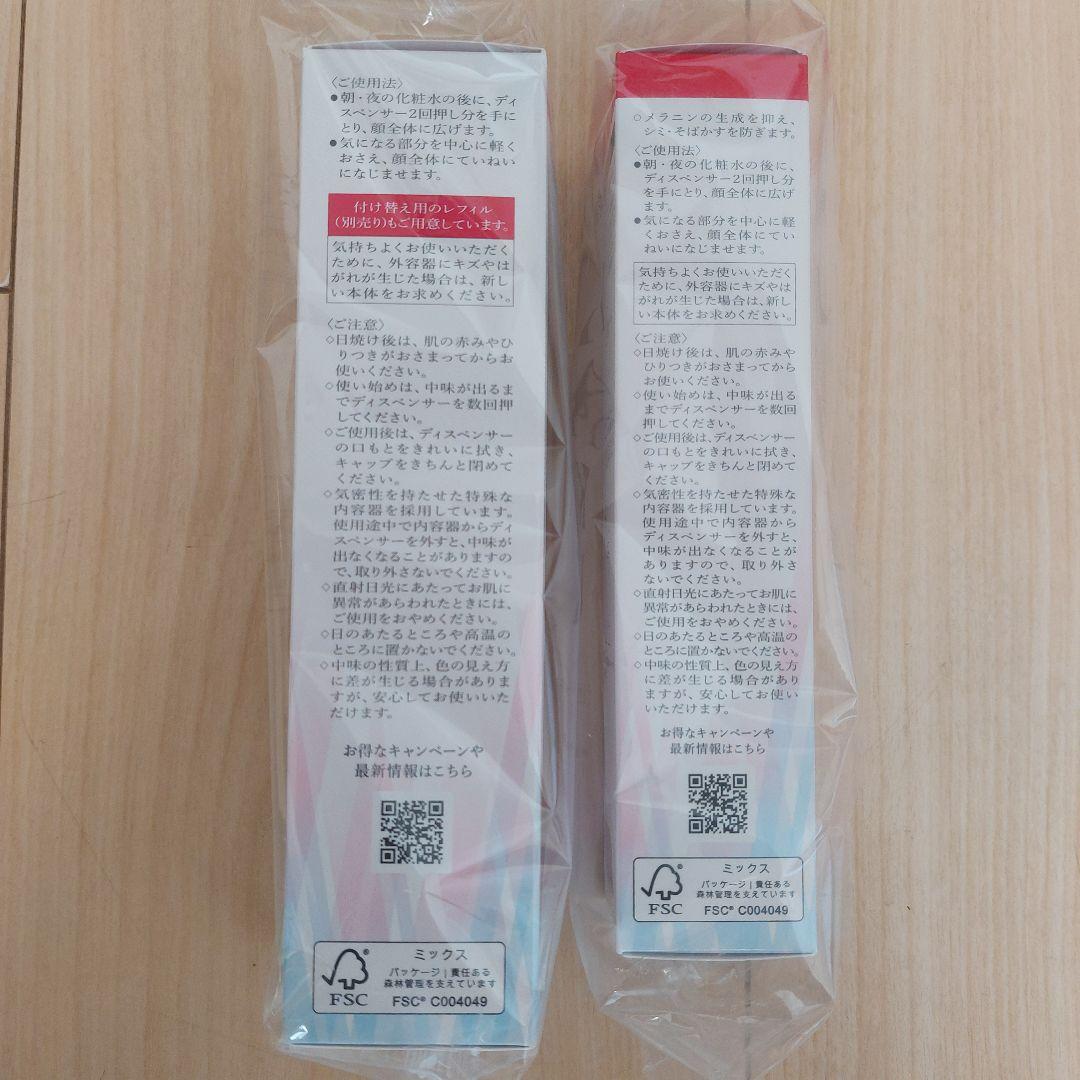 〈ご使用法〉
●朝・夜の化粧水の後に、ディ
スペンサー2回押し分を手に
とり、顔全体に広げます。
●気になる部分を中心に軽く
おさえ、顔全体にていねい
になじませます。
付け替え用のレフィル
(別売り)もご用意しています。
気持ちよくお使いいただく
ために、外容器にキズやは
がれが生じた場合は、新し
い本体をお求めください。
〈ご注意〉
◇日焼け後は、肌の赤みやひ
りつきがおさまってからお
使いください。
◇使い始めは、中味が出るま
でディスペンサーを数回押
してください。
◇ご使用後は、ディスペンサー
の口もとをきれいに拭き、
キャップをきちんと閉めて
ください。
◇気密性を持たせた特殊な
内容器を採用しています。
使用途中で内容器からディ
スペンサーを外すと、中味が
出なくなることがありますの
で、取り外さないでください。
◇直射日光にあたってお肌に
異常があらわれたときには、
ご使用をおやめください。
◇日のあたるところや高温の
ところに置かないでください。
◇中味の性質上、色の見え方
に差が生じる場合がありま
すが、安心してお使いいた
だけます。
お得なキャンペーンや
最新情報はこちら
FSC
ミックス
パッケージ|責任ある
森林管理を支えています
FSC® C004049
○メラニンの生成を抑え、
シミ・そばかすを防ぎます。
〈ご使用法〉
●朝・夜の化粧水の後に、
ディスペンサー2回押し分
を手にとり、顔全体に広げ
ます。
●気になる部分を中心に軽
くおさえ、顔全体にていね
いになじませます。
気持ちよくお使いいただく
ために、外容器にキズやは
がれが生じた場合は、新し
い本体をお求めください。
〈ご注意〉
◇日焼け後は、肌の赤みや
ひりつきがおさまってから
お使いください。
◇使い始めは、中味が出る
までディスペンサーを数回
押してください。
◇ご使用後は、ディスペンサー
の口もとをきれいに拭き、
キャップをきちんと閉めて
ください。
◇気密性を持たせた特殊な
内容器を採用しています。
使用途中で内容器から
ディスペンサーを外すと、
中味が出なくなることが
ありますので、取り外さ
ないでください。
◇直射日光にあたってお肌に
異常があらわれたときには、
ご使用をおやめください。
◇日のあたるところや高温の
ところに置かないでください。
◇中味の性質上、色の見え方
に差が生じる場合があり
ますが、安心してお使い
いただけます。
お得なキャンペーンや
最新情報はこちら
FSC
ミックス
パッケージ|責任ある
森林管理を支えています
FSC® C004049